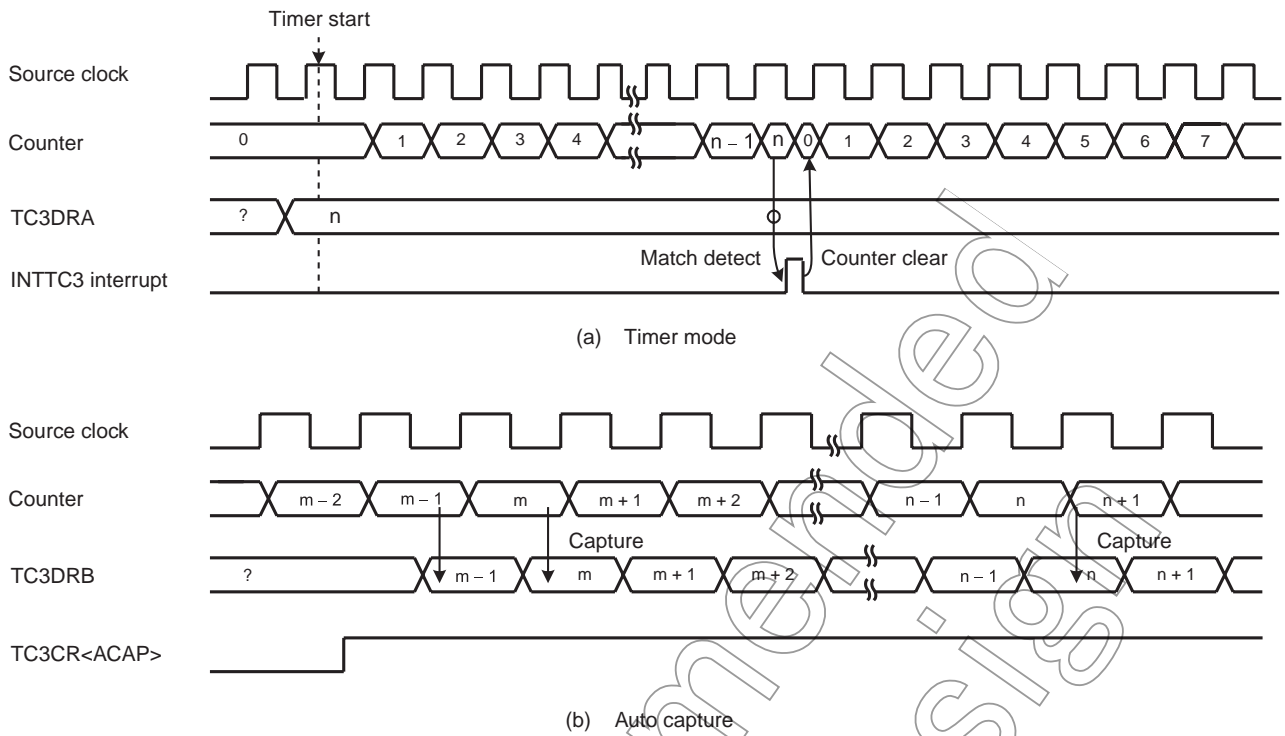 Timer start
Source clock
Counter 0 1 2 3 4 n – 1 n 0 1 2 3 4 5 6 7
TC3DRA ? n
Match detect Counter clear
INTTC3 interrupt
(a) Timer mode
Source clock
Counter m – 2 m – 1 m m + 1 m + 2 n – 1 n n + 1
Capture Capture
TC3DRB ? m – 1 m m + 1 m + 2 n – 1 n n + 1
TC3CR<ACAP>
(b) Auto capture
mended
sign